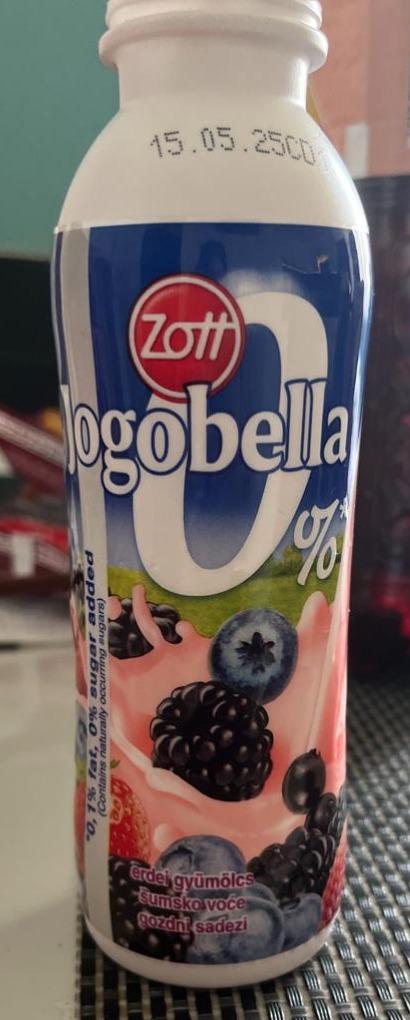 15.05.25CD
Zott
Jogobella
0%*
*0,1% fat, 0% sugar added
(Contains naturally occurring sugars)
erdei gyümölcs
šumsko voće
gozdni sadeži